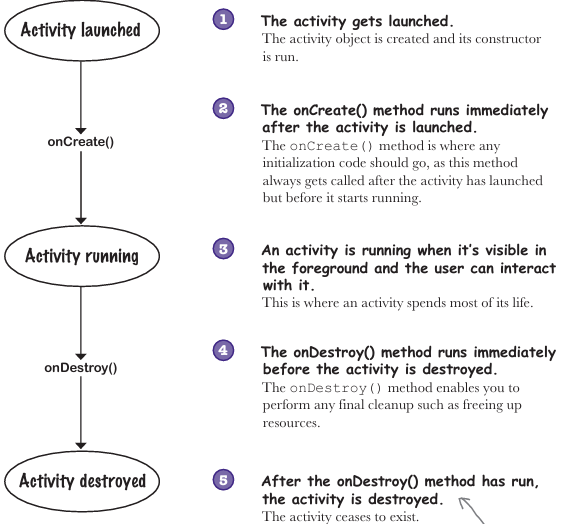 Activity launched
onCreate()
Activity running
onDestroy()
Activity destroyed
1
The activity gets launched.
The activity object is created and its constructor
is run.
2
The onCreate() method runs immediately
after the activity is launched.
The onCreate() method is where any
initialization code should go, as this method
always gets called after the activity has launched
but before it starts running.
3
An activity is running when it's visible in
the foreground and the user can interact
with it.
This is where an activity spends most of its life.
4
The onDestroy() method runs immediately
before the activity is destroyed.
The onDestroy() method enables you to
perform any final cleanup such as freeing up
resources.
5
After the onDestroy() method has run,
the activity is destroyed.
The activity ceases to exist.